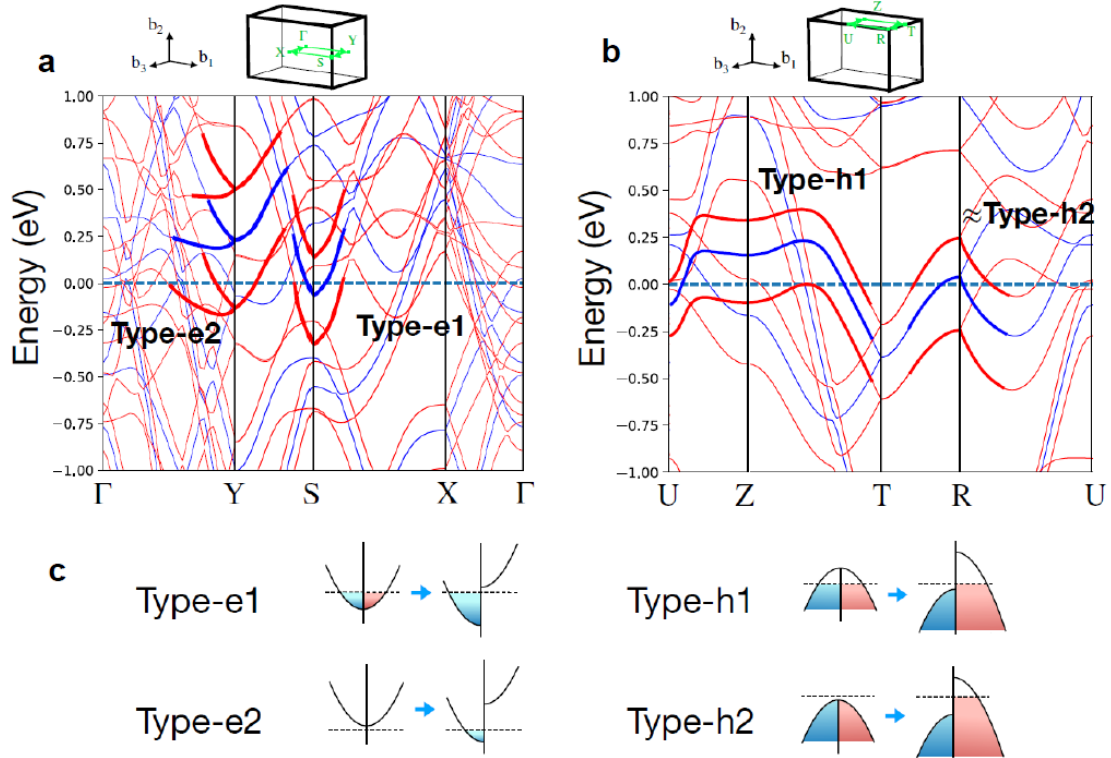 a
b₂
b₃
b₁
Γ
X
Y
S
Energy (eV)
1.00
0.75
0.50
0.25
0.00
−0.25
−0.50
−0.75
−1.00
Type-e2
Type-e1
Γ Y S X Γ
b
b₂
b₃
b₁
Z
U
R
T
Energy (eV)
1.00
0.75
0.50
0.25
0.00
−0.25
−0.50
−0.75
−1.00
Type-h1
≈Type-h2
U Z T R U
c
Type-e1
Type-h1
Type-e2
Type-h2